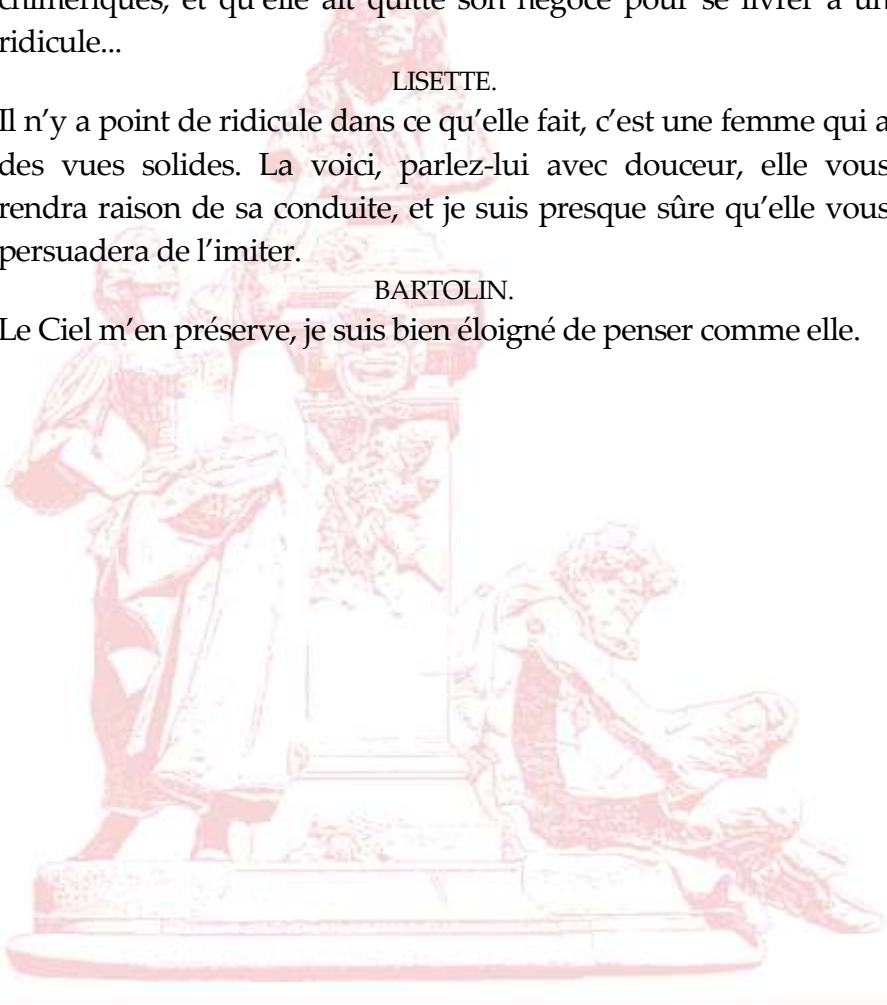 chimériques, et qu'elle ait quitté son négoce pour se livrer à un
ridicule...
LISETTE.
Il n’y a point de ridicule dans ce qu’elle fait, c’est une femme qui a
des vues solides. La voici, parlez-lui avec douceur, elle vous
rendra raison de sa conduite, et je suis presque sûre qu’elle vous
persuadera de l’imiter.
BARTOLIN.
Le Ciel m’en préserve, je suis bien éloigné de penser comme elle.